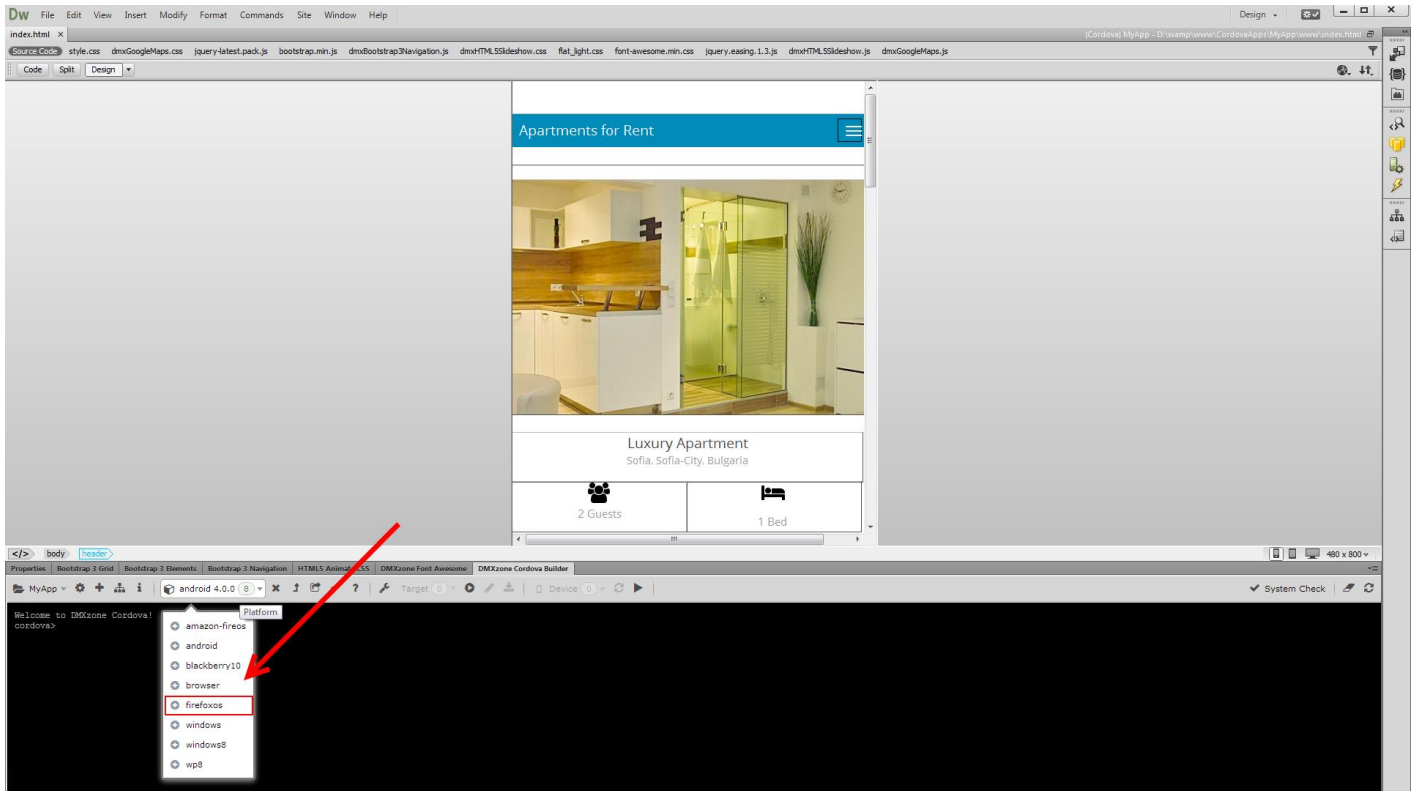 DW File Edit View Insert Modify Format Commands Site Window Help Design
index.html × (Cordova) MyApp - D:\wamp\www\CordovaApps\MyApp\www\index.html
Source Code style.css dmxGoogleMaps.css jquery-latest.pack.js bootstrap.min.js dmxBootstrap3Navigation.js dmxHTML5Slideshow.css flat_light.css font-awesome.min.css jquery.easing.1.3.js dmxHTML5Slideshow.js dmxGoogleMaps.js
Code Split Design
Apartments for Rent
Luxury Apartment
Sofia, Sofia-City, Bulgaria
2 Guests 1 Bed
</> body header 480 x 800
Properties Bootstrap 3 Grid Bootstrap 3 Elements Bootstrap 3 Navigation HTML5 CSS DMXzone Font Awesome DMXzone Cordova Builder
MyApp android 4.0.0 8 ? Target 0 Device 0 System Check
Platform
Welcome to DMXzone Cordova!
cordova>
amazon-fireos
android
blackberry10
browser
firefoxos
windows
windows8
wp8